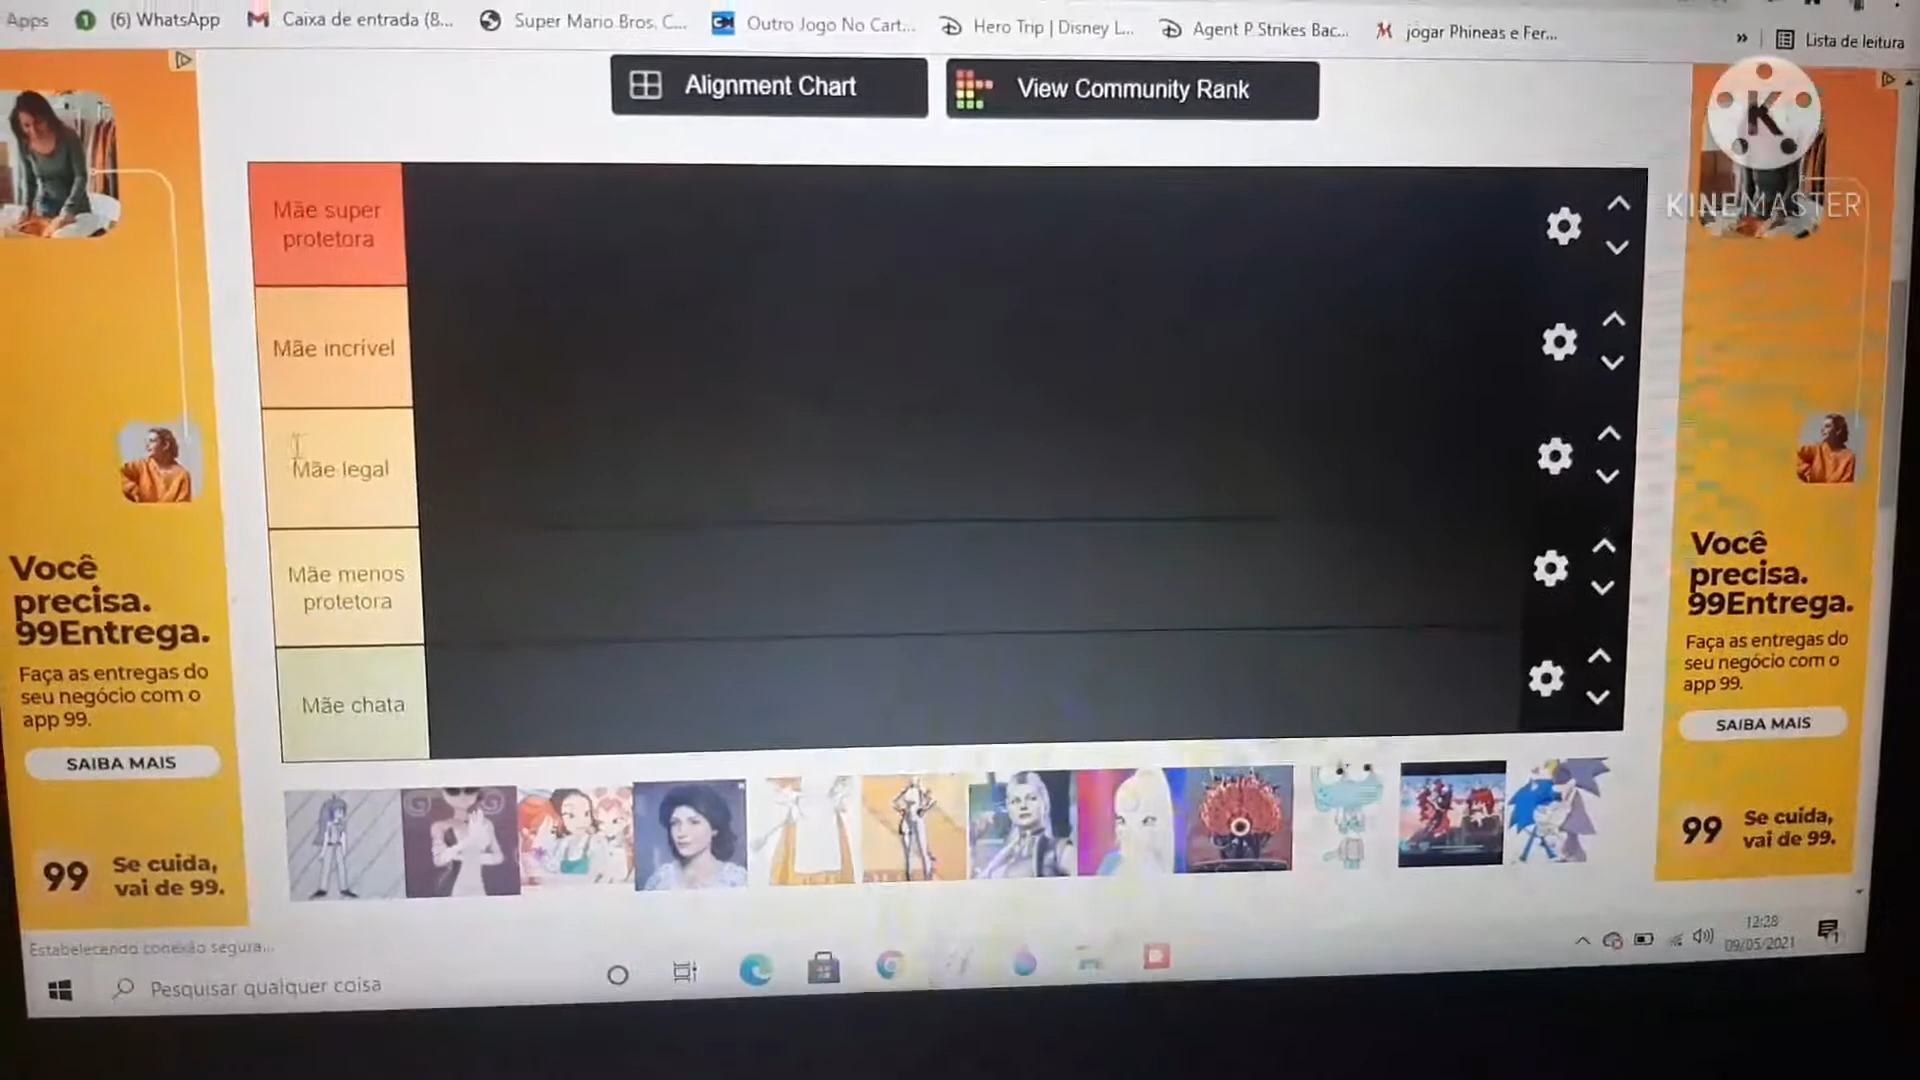 Apps
(6) WhatsApp
Caixa de entrada (8...
Super Mario Bros. C...
Outro Jogo No Cart...
Hero Trip | Disney L...
Agent P Strikes Bac...
jogar Phineas e Fer...
»
Lista de leitura
Alignment Chart
View Community Rank
K
KINEMASTER
Mãe super
protetora
Mãe incrível
Mãe legal
Mãe menos
protetora
Mãe chata
Você
precisa.
99Entrega.
Faça as entregas do
seu negócio com o
app 99.
SAIBA MAIS
99
Se cuida,
vai de 99.
Você
precisa.
99Entrega.
Faça as entregas do
seu negócio com o
app 99.
SAIBA MAIS
99
Se cuida,
vai de 99.
Estabelecendo conexão segura...
Pesquisar qualquer coisa
12:28
09/05/2021